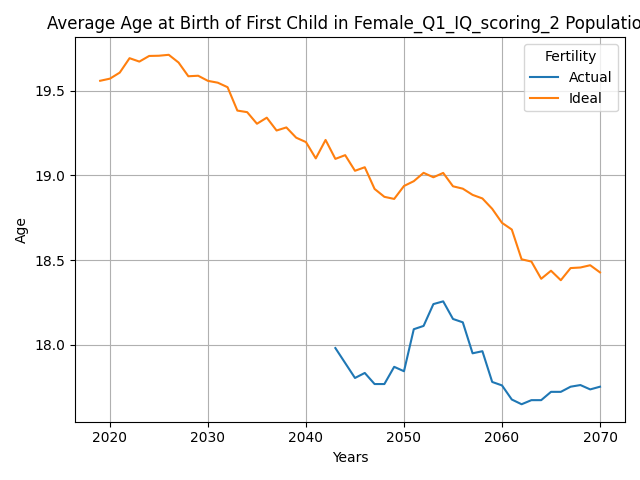 Average Age at Birth of First Child in Female_Q1_IQ_scoring_2 Populatio
Fertility
Actual
Ideal
19.5
19.0
18.5
18.0
Age
2020 2030 2040 2050 2060 2070
Years